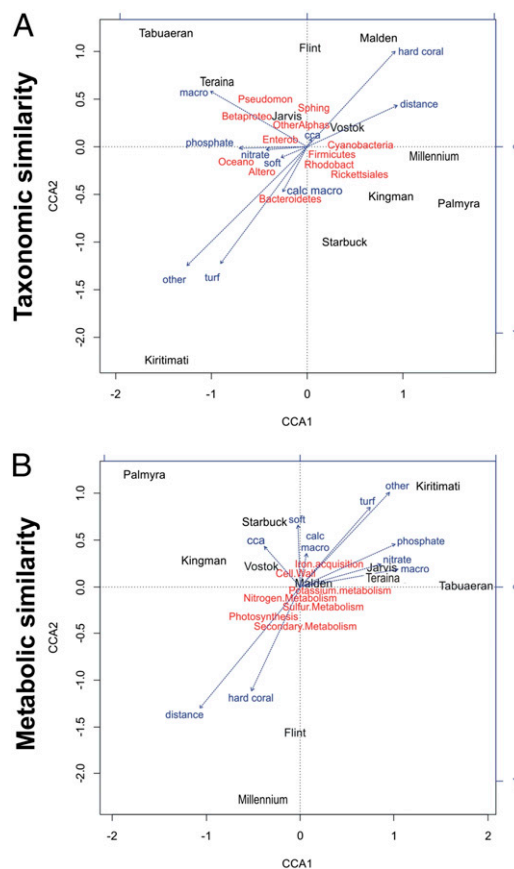 A
Taxonomic similarity
CCA2
1.0
0.5
0.0
-0.5
-1.0
-1.5
-2.0
Tabuaeran
Flint
Malden
hard coral
Teraina
macro
Pseudomon
Sphing
distance
Betaproteo
Jarvis
OtherAlphas
Vostok
Enterob
cca
phosphate
Cyanobacteria
nitrate
Firmicutes
Millennium
Oceano
soft
Rhodobact
Altero
Rickettsiales
calc macro
Bacteroidetes
Kingman
Palmyra
Starbuck
other
turf
Kiritimati
-2
-1
0
1
CCA1
B
Metabolic similarity
CCA2
1.0
0.5
0.0
-0.5
-1.0
-1.5
-2.0
Palmyra
other
Kiritimati
turf
Starbuck
soft
cca
calc
macro
phosphate
Kingman
Vostok
Iron.acquisition
nitrate
Cell.Wall
Jarvis
macro
Malden
Teraina
Tabuaeran
Potassium.metabolism
Nitrogen.Metabolism
Sulfur.Metabolism
Photosynthesis
Secondary.Metabolism
hard coral
distance
Flint
Millennium
-2
-1
0
1
2
CCA1